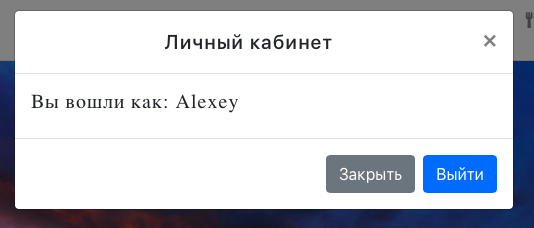 Личный кабинет ×
Вы вошли как: Alexey
Закрыть Выйти